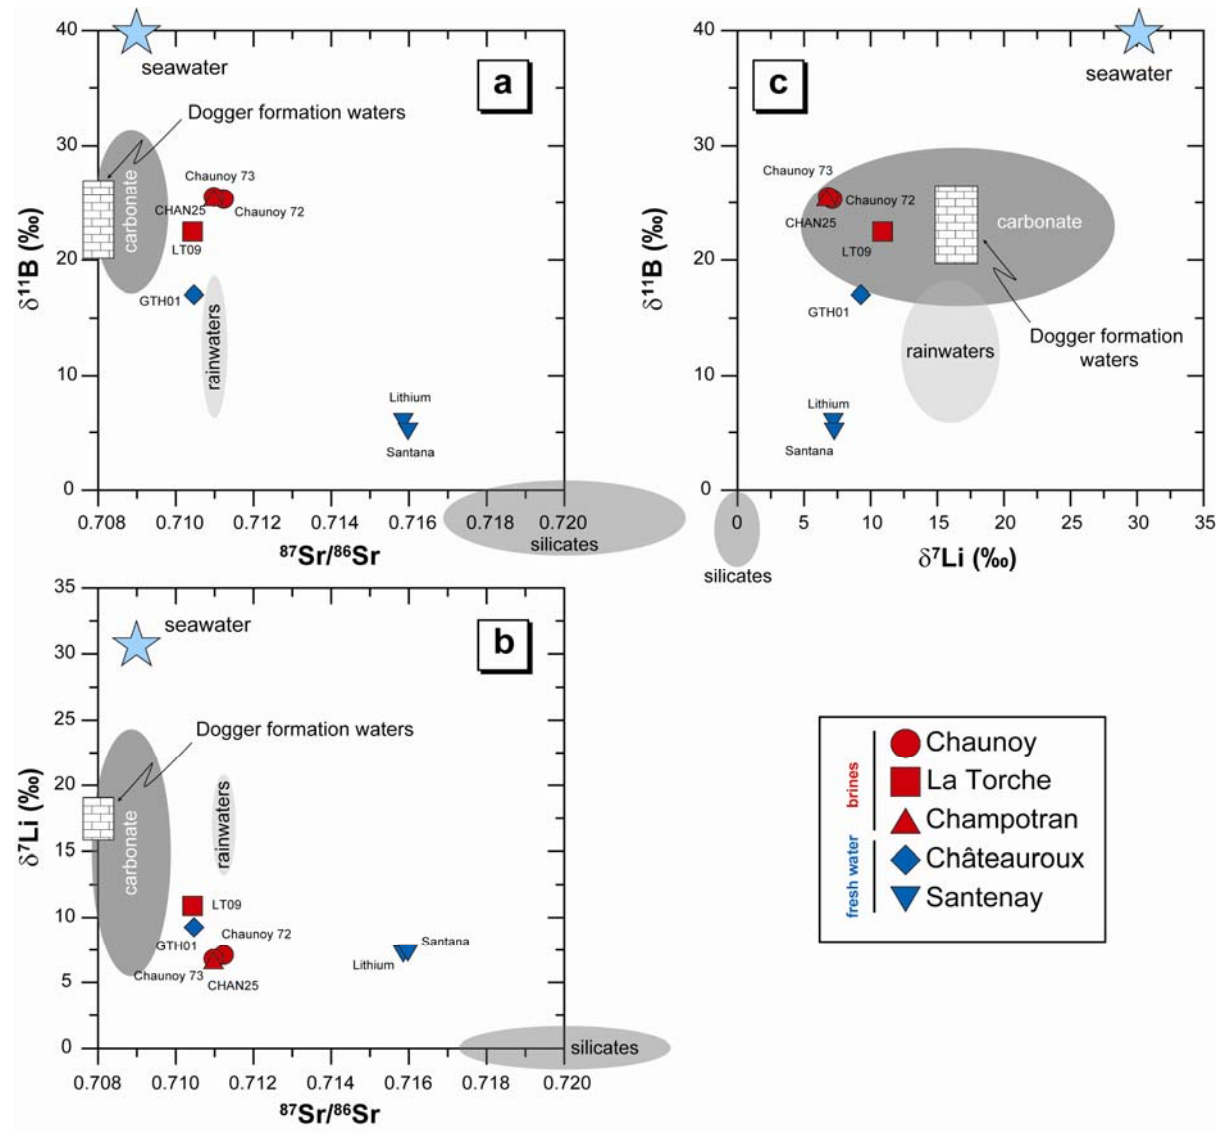 40
30
20
10
0
δ¹¹B (‰)
seawater
a
Dogger formation waters
carbonate
Chaunoy 73
CHAN25
Chaunoy 72
LT09
GTH01
rainwaters
Lithium
Santana
0.708 0.710 0.712 0.714 0.716 0.718 0.720
silicates
⁸⁷Sr/⁸⁶Sr
40
30
20
10
0
δ¹¹B (‰)
c
seawater
Chaunoy 73
Chaunoy 72
CHAN25
carbonate
LT09
GTH01
Dogger formation
waters
rainwaters
Lithium
Santana
0 5 10 15 20 25 30 35
δ⁷Li (‰)
silicates
35
30
25
20
15
10
5
0
δ⁷Li (‰)
seawater
b
Dogger formation waters
carbonate
rainwaters
LT09
GTH01
Chaunoy 72
Chaunoy 73
CHAN25
Santana
Lithium
silicates
0.708 0.710 0.712 0.714 0.716 0.718 0.720
⁸⁷Sr/⁸⁶Sr
brines
Chaunoy
La Torche
Champotran
fresh water
Châteauroux
Santenay